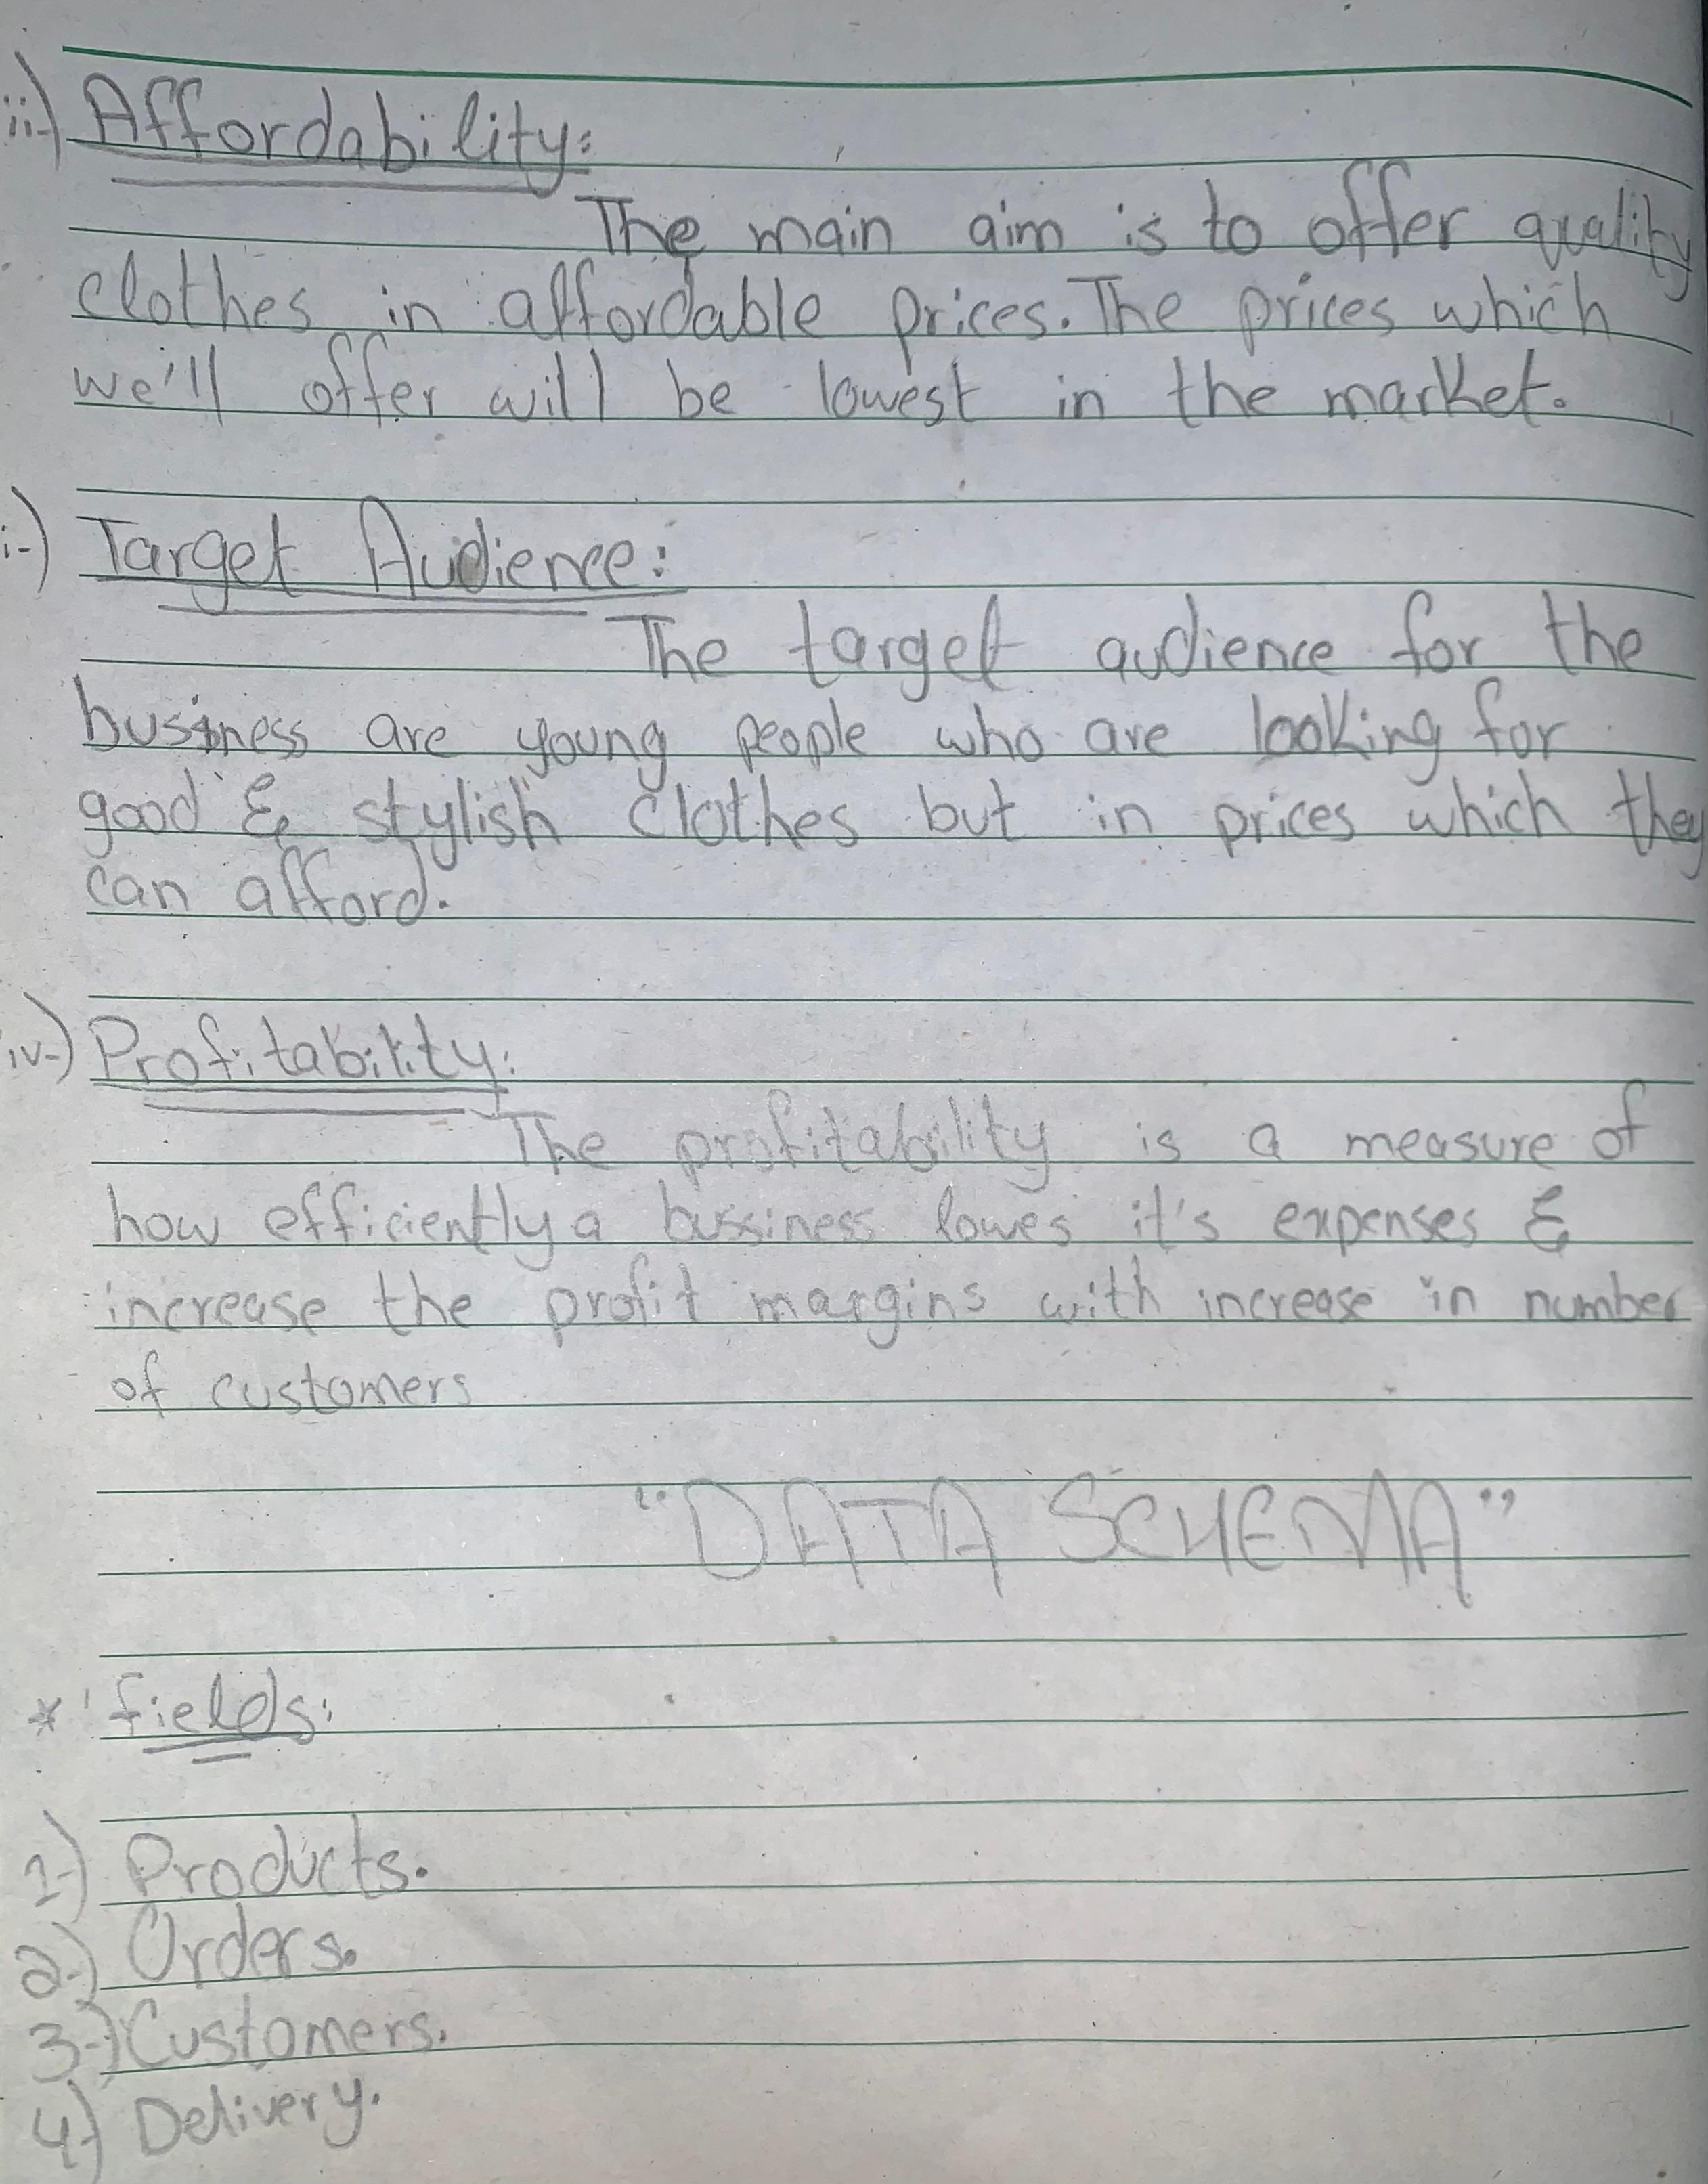 ii-) Affordability:
The main aim is to offer quality
clothes in affordable prices. The prices which
we'll offer will be lowest in the market.
i-) Target Audience:
The target audience for the
business are young people who are looking for
good & stylish clothes but in prices which they
can afford.
iv-) Profitability:
The profitability is a measure of
how efficiently a bussiness lowes it's expenses &
increase the profit margins with increase in number
of customers
"DATA SCHEMA"
* fields:
1-) Products.
2-) Orders.
3-) Customers.
4-) Delivery.